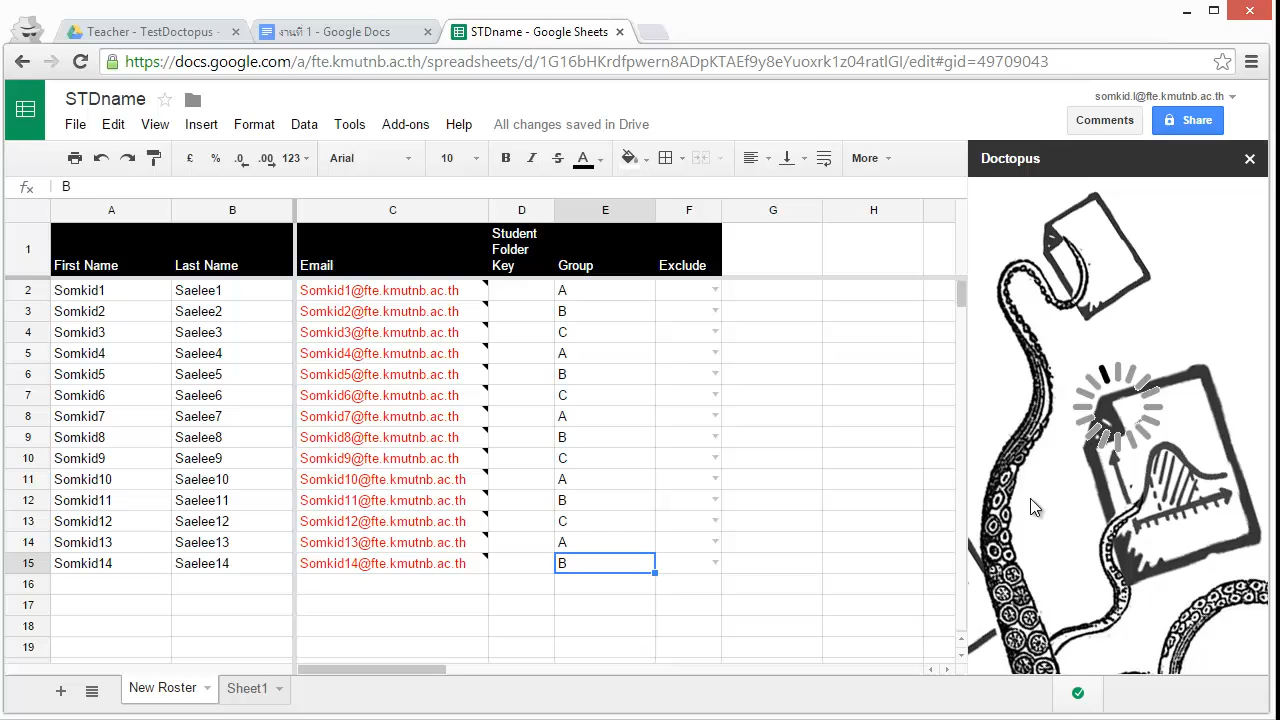 Teacher - TestDoctopus -
งานที่ 1 - Google Docs
STDname - Google Sheets
https://docs.google.com/a/fte.kmutnb.ac.th/spreadsheets/d/1G16bHKrdfpwern8ADpKTAEf9y8eYuoxrk1z04ratlGI/edit#gid=49709043
STDname
somkid.l@fte.kmutnb.ac.th
Comments
Share
File Edit View Insert Format Data Tools Add-ons Help All changes saved in Drive
£ % .0 .00 123 Arial 10 B I S A More
Doctopus
fx B
A B C D E F G H
1 First Name Last Name Email Student Folder Key Group Exclude
2 Somkid1 Saelee1 Somkid1@fte.kmutnb.ac.th A
3 Somkid2 Saelee2 Somkid2@fte.kmutnb.ac.th B
4 Somkid3 Saelee3 Somkid3@fte.kmutnb.ac.th C
5 Somkid4 Saelee4 Somkid4@fte.kmutnb.ac.th A
6 Somkid5 Saelee5 Somkid5@fte.kmutnb.ac.th B
7 Somkid6 Saelee6 Somkid6@fte.kmutnb.ac.th C
8 Somkid7 Saelee7 Somkid7@fte.kmutnb.ac.th A
9 Somkid8 Saelee8 Somkid8@fte.kmutnb.ac.th B
10 Somkid9 Saelee9 Somkid9@fte.kmutnb.ac.th C
11 Somkid10 Saelee10 Somkid10@fte.kmutnb.ac.th A
12 Somkid11 Saelee11 Somkid11@fte.kmutnb.ac.th B
13 Somkid12 Saelee12 Somkid12@fte.kmutnb.ac.th C
14 Somkid13 Saelee13 Somkid13@fte.kmutnb.ac.th A
15 Somkid14 Saelee14 Somkid14@fte.kmutnb.ac.th B
16
17
18
19
New Roster
Sheet1